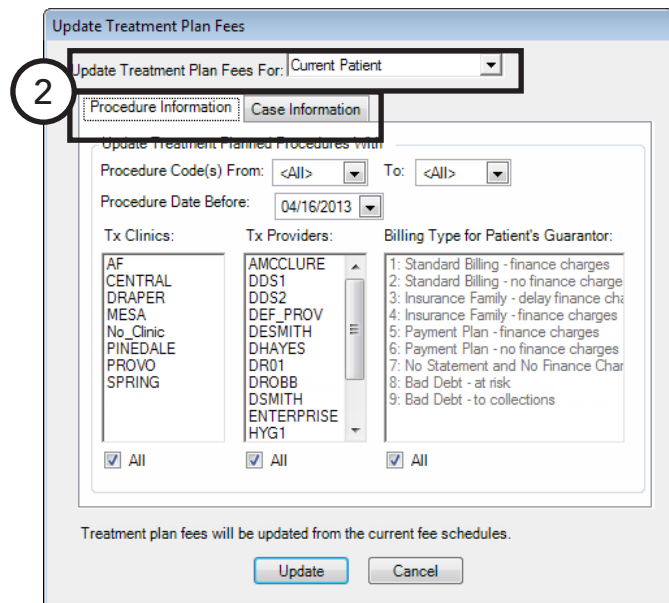 Update Treatment Plan Fees
Update Treatment Plan Fees For: Current Patient
2
Procedure Information Case Information
Update Treatment Planned Procedures With
Procedure Code(s) From: <All> To: <All>
Procedure Date Before: 04/16/2013
Tx Clinics: Tx Providers: Billing Type for Patient's Guarantor:
AF AMCCLURE 1: Standard Billing - finance charges
CENTRAL DDS1 2: Standard Billing - no finance charge
DRAPER DDS2 3: Insurance Family - delay finance cha
MESA DEF_PROV 4: Insurance Family - finance charges
No_Clinic DESMITH 5: Payment Plan - finance charges
PINEDALE DHAYES 6: Payment Plan - no finance charges
PROVO DR01 7: No Statement and No Finance Char
SPRING DROBB 8: Bad Debt - at risk
DSMITH 9: Bad Debt - to collections
ENTERPRISE
HYG1
All All All
Treatment plan fees will be updated from the current fee schedules.
Update Cancel